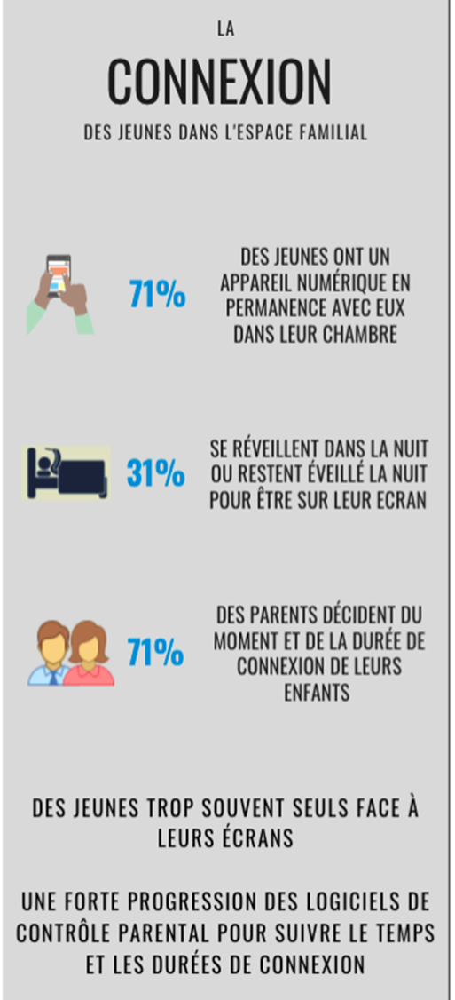 LA
CONNEXION
DES JEUNES DANS L'ESPACE FAMILIAL
71%
DES JEUNES ONT UN
APPAREIL NUMÉRIQUE EN
PERMANENCE AVEC EUX
DANS LEUR CHAMBRE
31%
SE RÉVEILLENT DANS LA NUIT
OU RESTENT ÉVEILLÉ LA NUIT
POUR ÊTRE SUR LEUR ECRAN
71%
DES PARENTS DÉCIDENT DU
MOMENT ET DE LA DURÉE DE
CONNEXION DE LEURS
ENFANTS
DES JEUNES TROP SOUVENT SEULS FACE À
LEURS ÉCRANS
UNE FORTE PROGRESSION DES LOGICIELS DE
CONTRÔLE PARENTAL POUR SUIVRE LE TEMPS
ET LES DURÉES DE CONNEXION